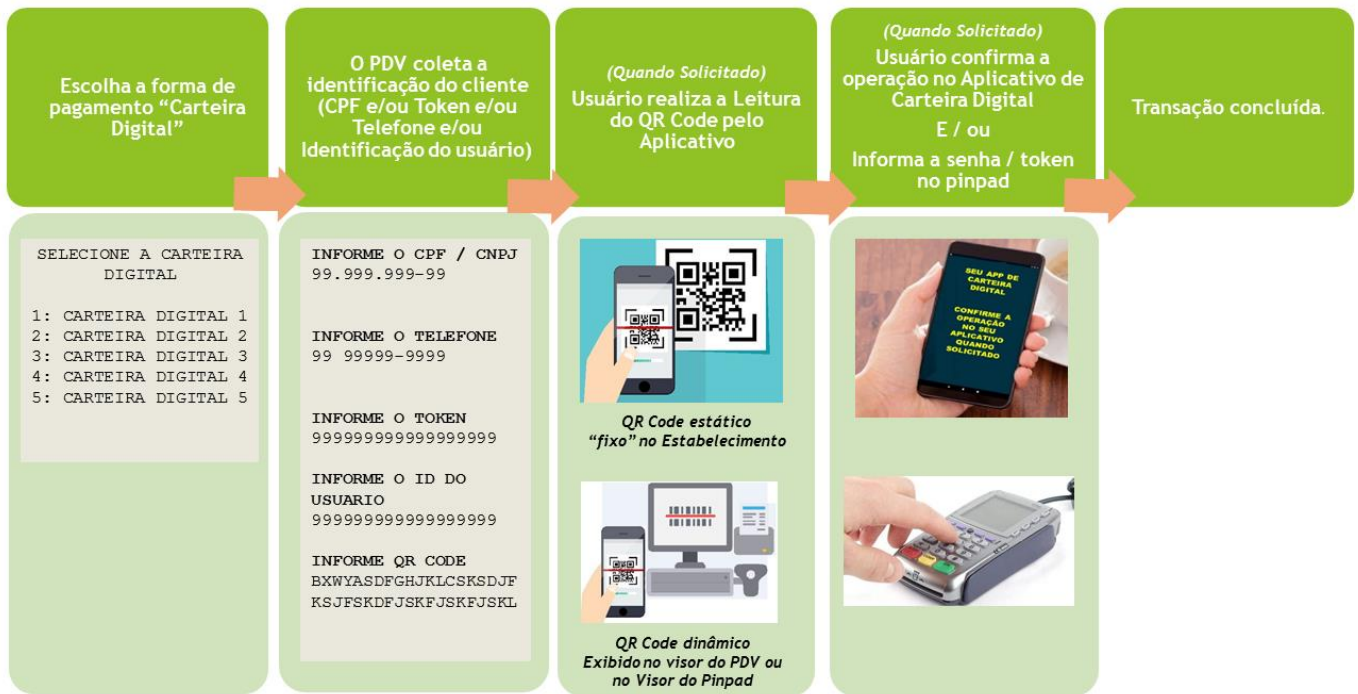 Escolha a forma de
pagamento “Carteira
Digital”
O PDV coleta a
identificação do cliente
(CPF e/ou Token e/ou
Telefone e/ou
Identificação do usuário)
(Quando Solicitado)
Usuário realiza a Leitura
do QR Code pelo
Aplicativo
(Quando Solicitado)
Usuário confirma a
operação no Aplicativo de
Carteira Digital
E / ou
Informa a senha / token
no pinpad
Transação concluída.
SELECIONE A CARTEIRA
DIGITAL
1: CARTEIRA DIGITAL 1
2: CARTEIRA DIGITAL 2
3: CARTEIRA DIGITAL 3
4: CARTEIRA DIGITAL 4
5: CARTEIRA DIGITAL 5
INFORME O CPF / CNPJ
99.999.999-99
INFORME O TELEFONE
99 99999-9999
INFORME O TOKEN
999999999999999999
INFORME O ID DO
USUARIO
999999999999999999
INFORME QR CODE
BXWYASDFGHJKLCSKSDJF
KSJFSKDFJSKFJSKFJSKL
QR Code estático
“fixo” no Estabelecimento
QR Code dinâmico
Exibido no visor do PDV ou
no Visor do Pinpad
SEU APP DE
CARTEIRA
DIGITAL
CONFIRME A
OPERAÇÃO
NO SEU
APLICATIVO
QUANDO
SOLICITADO